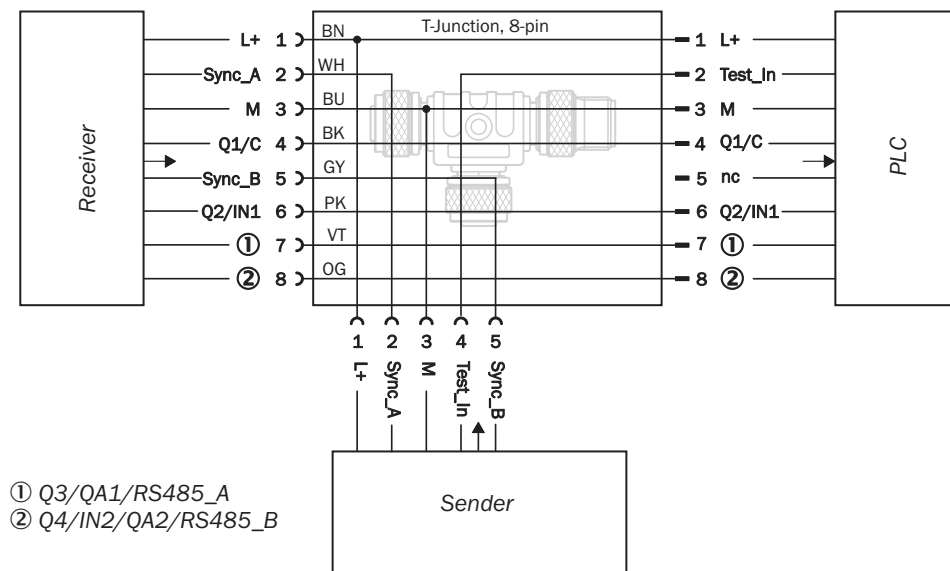 T-Junction, 8-pin
L+ 1 BN 1 L+
Sync_A 2 WH 2 Test_In
M 3 BU 3 M
Q1/C 4 BK 4 Q1/C
Sync_B 5 GY 5 nc
Q2/IN1 6 PK 6 Q2/IN1
① 7 VT 7 ①
② 8 OG 8 ②
Receiver
PLC
1 2 3 4 5
L+ Sync_A M Test_In Sync_B
Sender
① Q3/QA1/RS485_A
② Q4/IN2/QA2/RS485_B